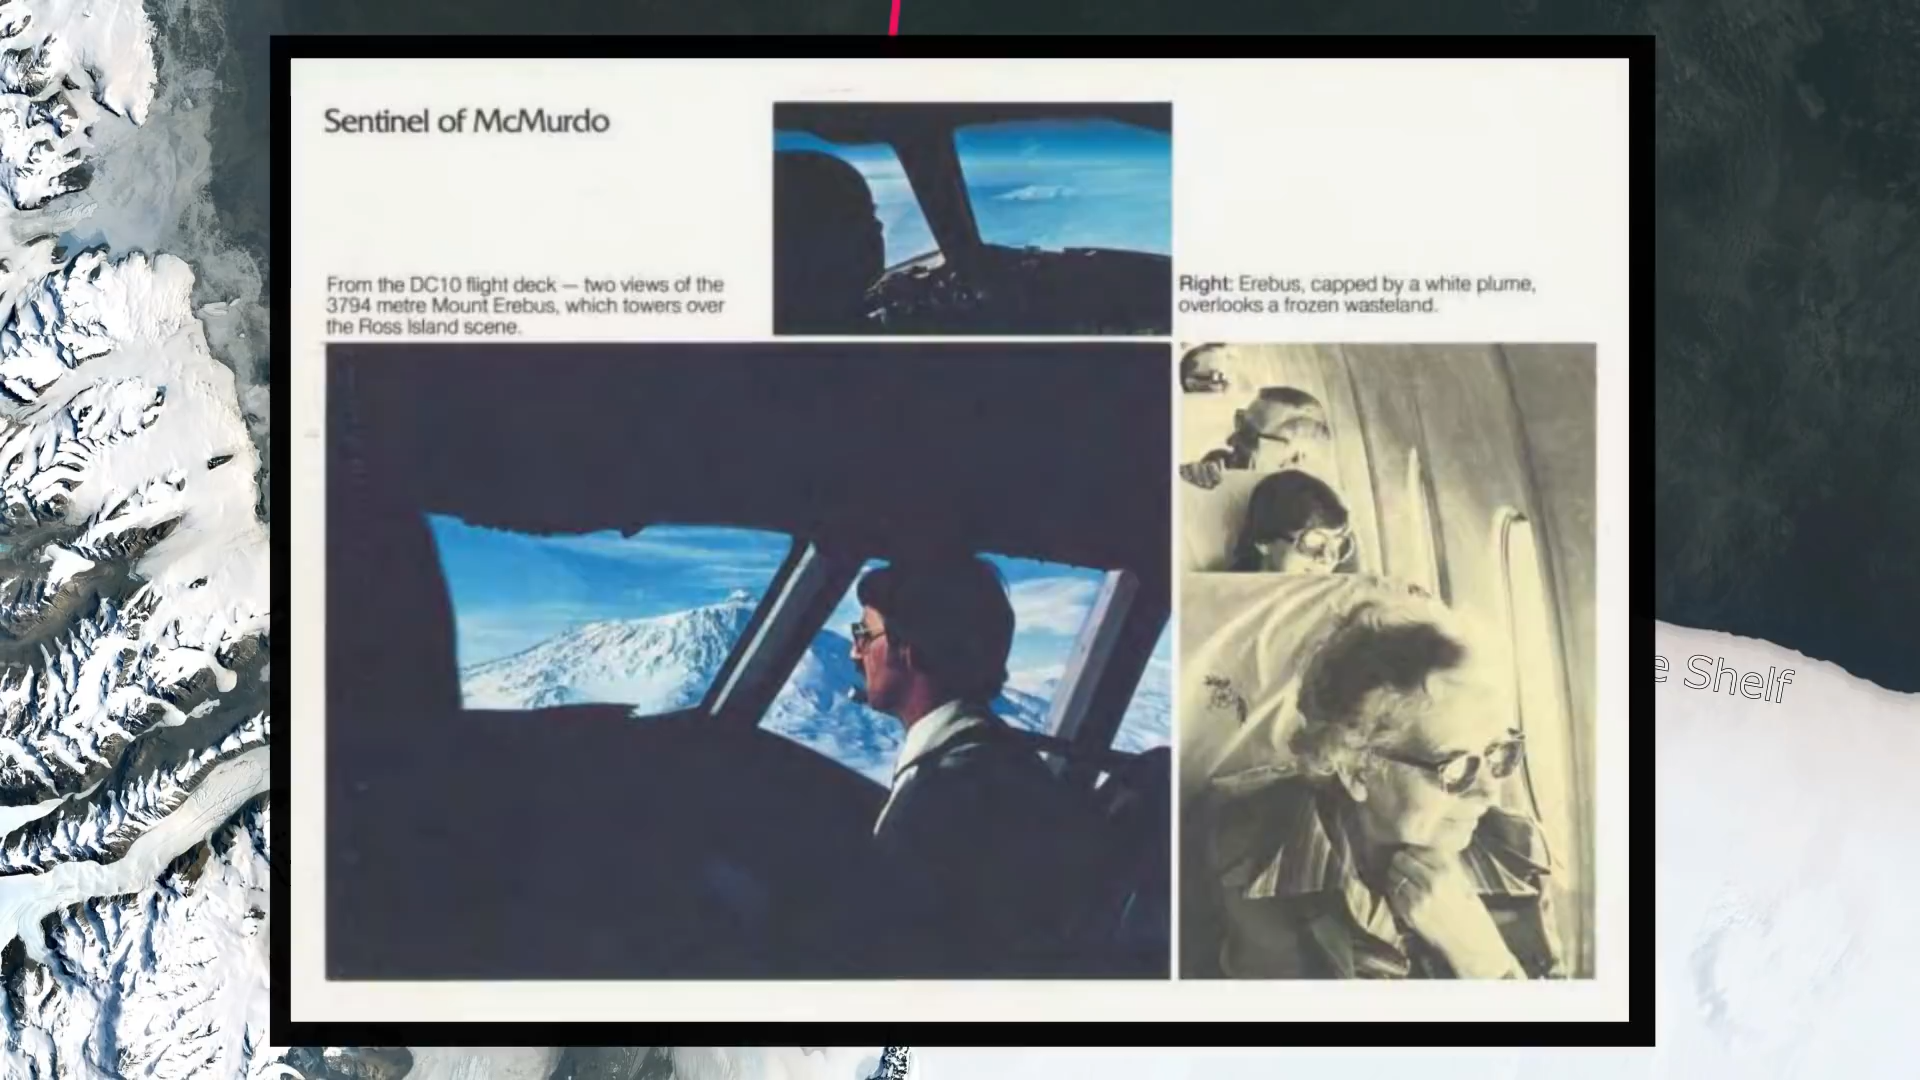 Sentinel of McMurdo
From the DC10 flight deck — two views of the
3794 metre Mount Erebus, which towers over
the Ross Island scene.
Right: Erebus, capped by a white plume,
overlooks a frozen wasteland.
e Shelf